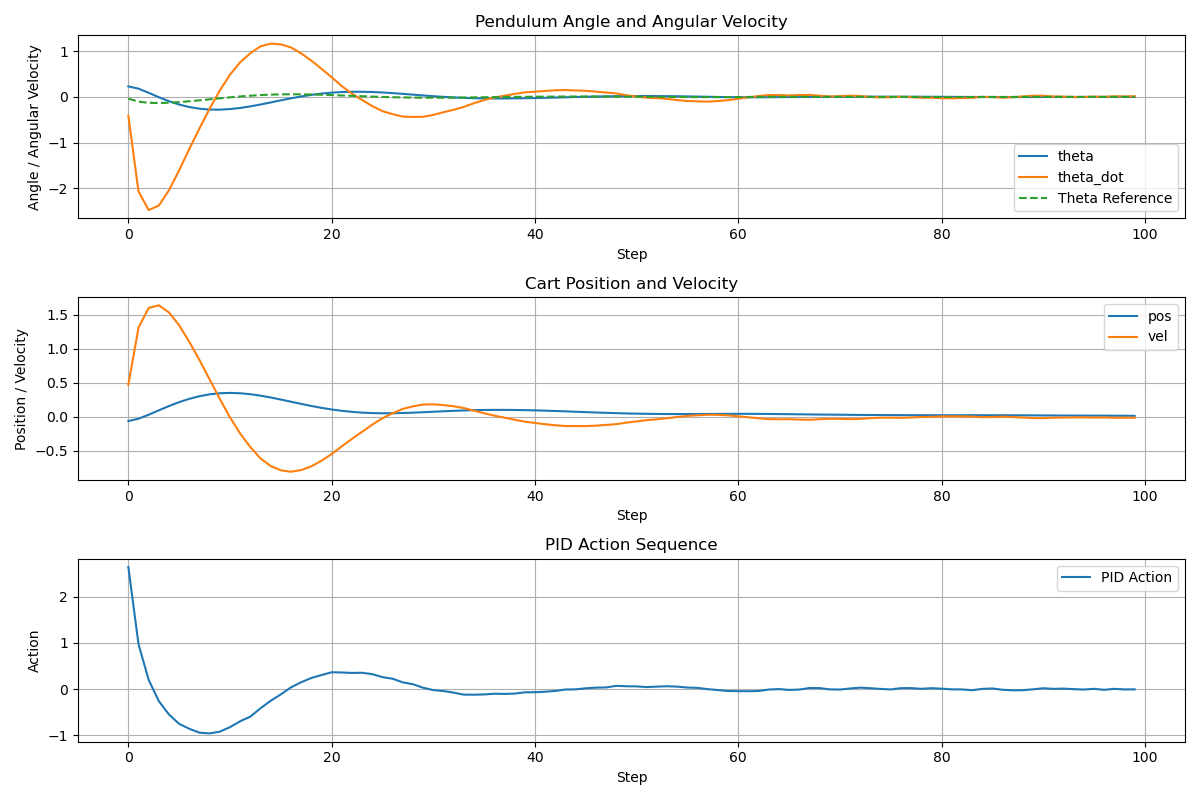 Pendulum Angle and Angular Velocity
Angle / Angular Velocity
1
0
−1
−2
theta
theta_dot
Theta Reference
0 20 40 60 80 100
Step
Cart Position and Velocity
Position / Velocity
1.5
1.0
0.5
0.0
−0.5
pos
vel
0 20 40 60 80 100
Step
PID Action Sequence
Action
2
1
0
−1
PID Action
0 20 40 60 80 100
Step